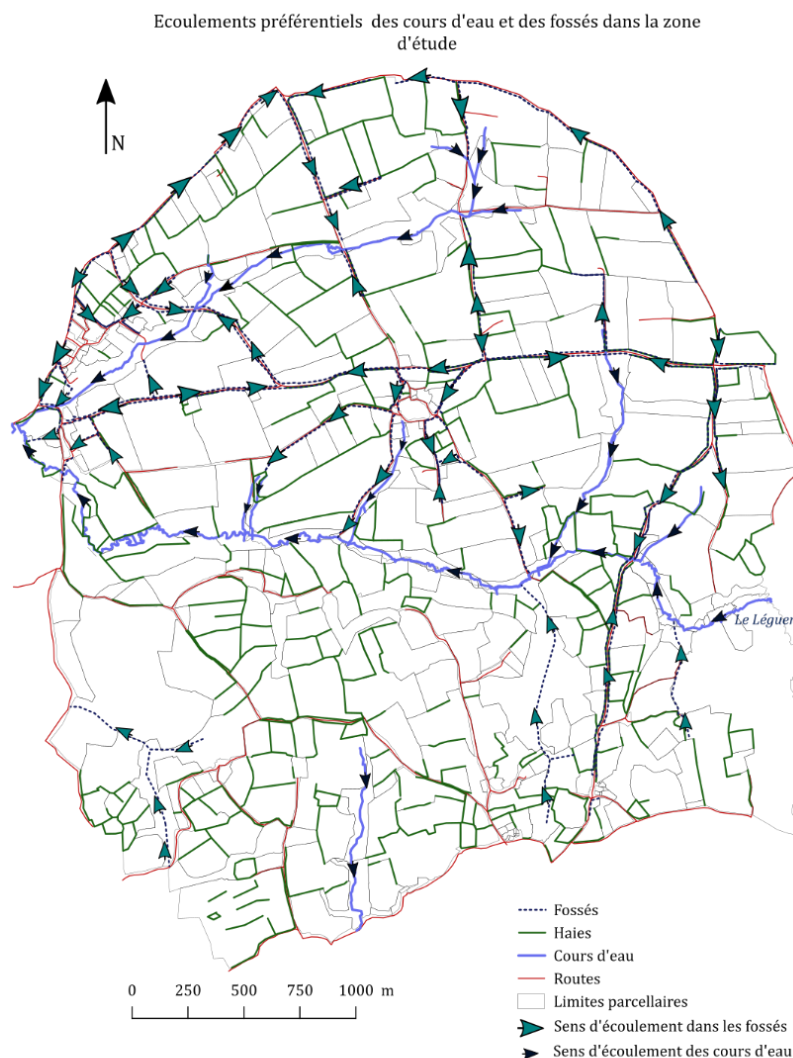 Ecoulements préférentiels des cours d'eau et des fossés dans la zone
d'étude
N
Le Léguer
Fossés
Haies
Cours d'eau
Routes
Limites parcellaires
Sens d'écoulement dans les fossés
Sens d'écoulement des cours d'eau
0 250 500 750 1000 m